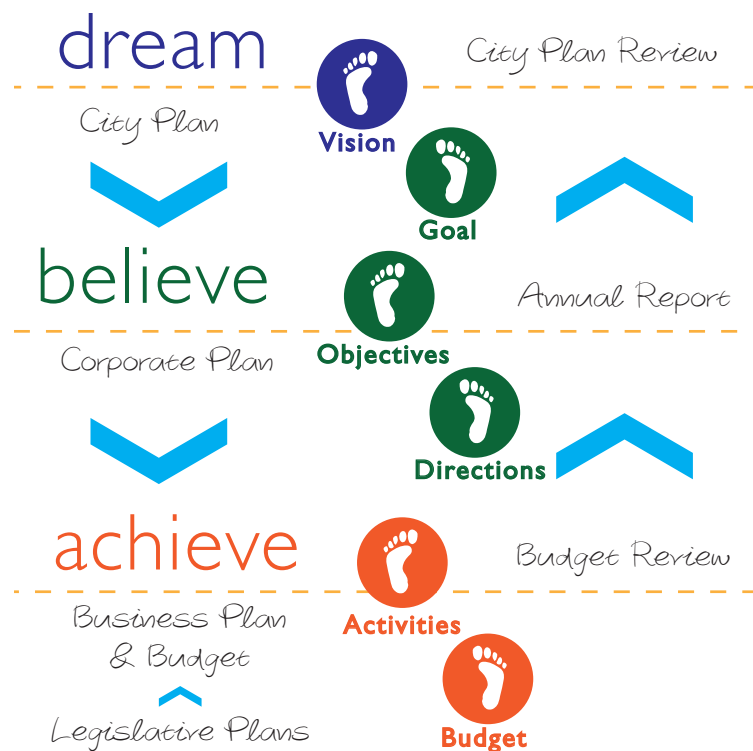 dream
City Plan Review
City Plan
Vision
Goal
believe
Annual Report
Objectives
Corporate Plan
Directions
achieve
Budget Review
Business Plan
& Budget
Activities
Legislative Plans
Budget